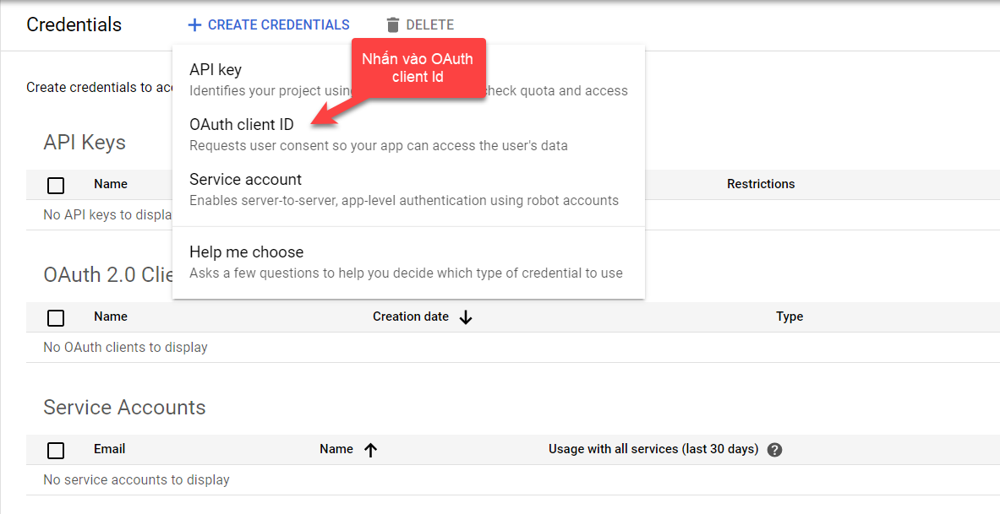 Credentials
CREATE CREDENTIALS
DELETE
Nhấn vào OAuth
client Id
Create credentials to acc
API key
Identifies your project using check quota and access
OAuth client ID
Requests user consent so your app can access the user's data
Service account
Enables server-to-server, app-level authentication using robot accounts
Help me choose
Asks a few questions to help you decide which type of credential to use
API Keys
Name Restrictions
No API keys to displa
OAuth 2.0 Clie
Name Creation date Type
No OAuth clients to display
Service Accounts
Email Name Usage with all services (last 30 days)
No service accounts to display